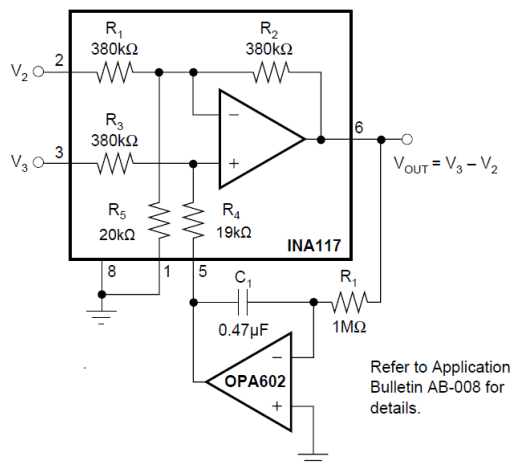 R1
380kΩ
R2
380kΩ
2
V2
R3
380kΩ
3
V3
−
+
6
VOUT = V3 – V2
R5
20kΩ
R4
19kΩ
INA117
8
1
5
C1
0.47µF
R1
1MΩ
−
OPA602
+
Refer to Application
Bulletin AB-008 for
details.